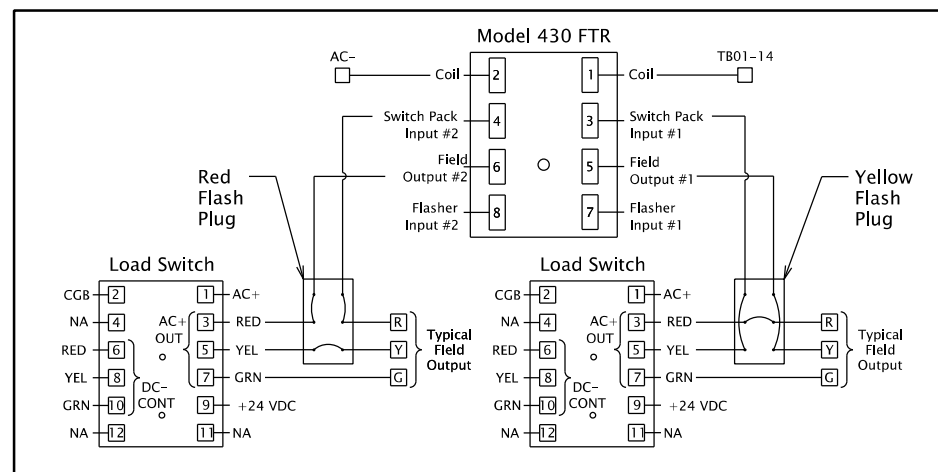 Model 430 FTR
AC-
TB01-14
Coil
2
1
Coil
Switch Pack
Input #2
4
3
Switch Pack
Input #1
Field
Output #2
6
5
Field
Output #1
Flasher
Input #2
8
7
Flasher
Input #1
Red
Flash
Plug
Yellow
Flash
Plug
Load Switch
CGB
2
1
AC+
NA
4
AC+
OUT
3
RED
R
RED
6
5
YEL
Y
YEL
8
7
GRN
G
GRN
10
DC-
CONT
9
+24 VDC
NA
12
11
NA
Typical
Field
Output
Load Switch
CGB
2
1
AC+
NA
4
AC+
OUT
3
RED
R
RED
6
5
YEL
Y
YEL
8
7
GRN
G
GRN
10
DC-
CONT
9
+24 VDC
NA
12
11
NA
Typical
Field
Output